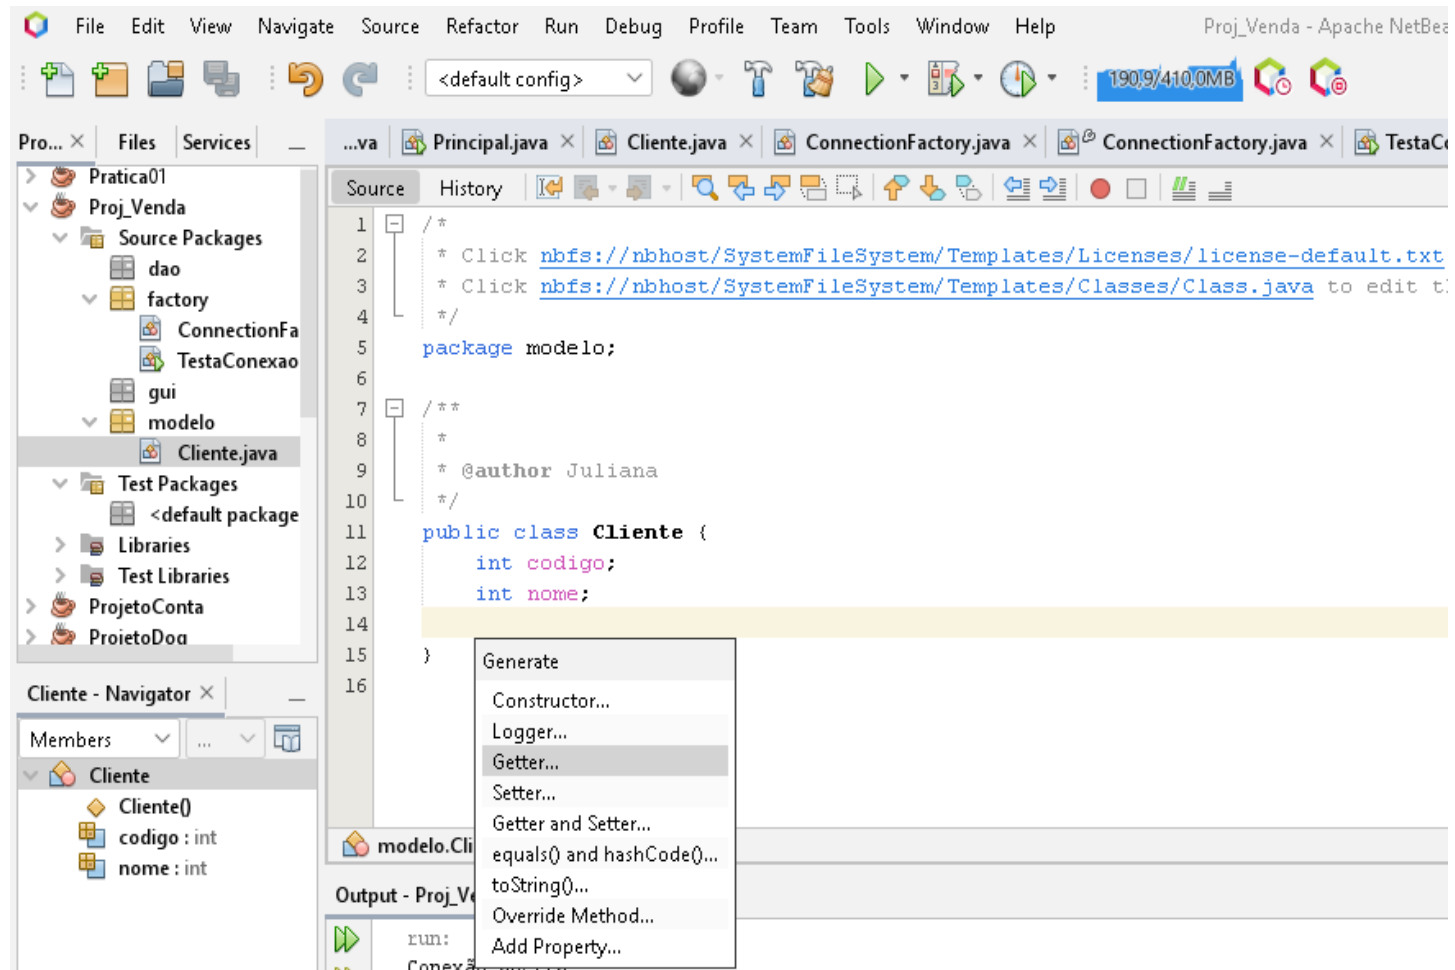 File Edit View Navigate Source Refactor Run Debug Profile Team Tools Window Help Proj_Venda - Apache NetBea
<default config> 190,9/410,0MB
Pro... Files Services
...va Principal.java Cliente.java ConnectionFactory.java ConnectionFactory.java TestaCo
Pratica01
Proj_Venda
Source Packages
dao
factory
ConnectionFa
TestaConexao
gui
modelo
Cliente.java
Test Packages
<default package
Libraries
Test Libraries
ProjetoConta
ProjetoDog
Source History
1 /*
2 * Click nbfs://nbhost/SystemFileSystem/Templates/Licenses/license-default.txt
3 * Click nbfs://nbhost/SystemFileSystem/Templates/Classes/Class.java to edit th
4 */
5 package modelo;
6
7 /**
8 *
9 * @author Juliana
10 */
11 public class Cliente {
12 int codigo;
13 int nome;
14
15 }
16
Generate
Constructor...
Logger...
Getter...
Setter...
Getter and Setter...
equals() and hashCode()...
toString()...
Override Method...
Add Property...
Cliente - Navigator
Members ...
Cliente
Cliente()
codigo : int
nome : int
modelo.Cli
Output - Proj_Ve
run: